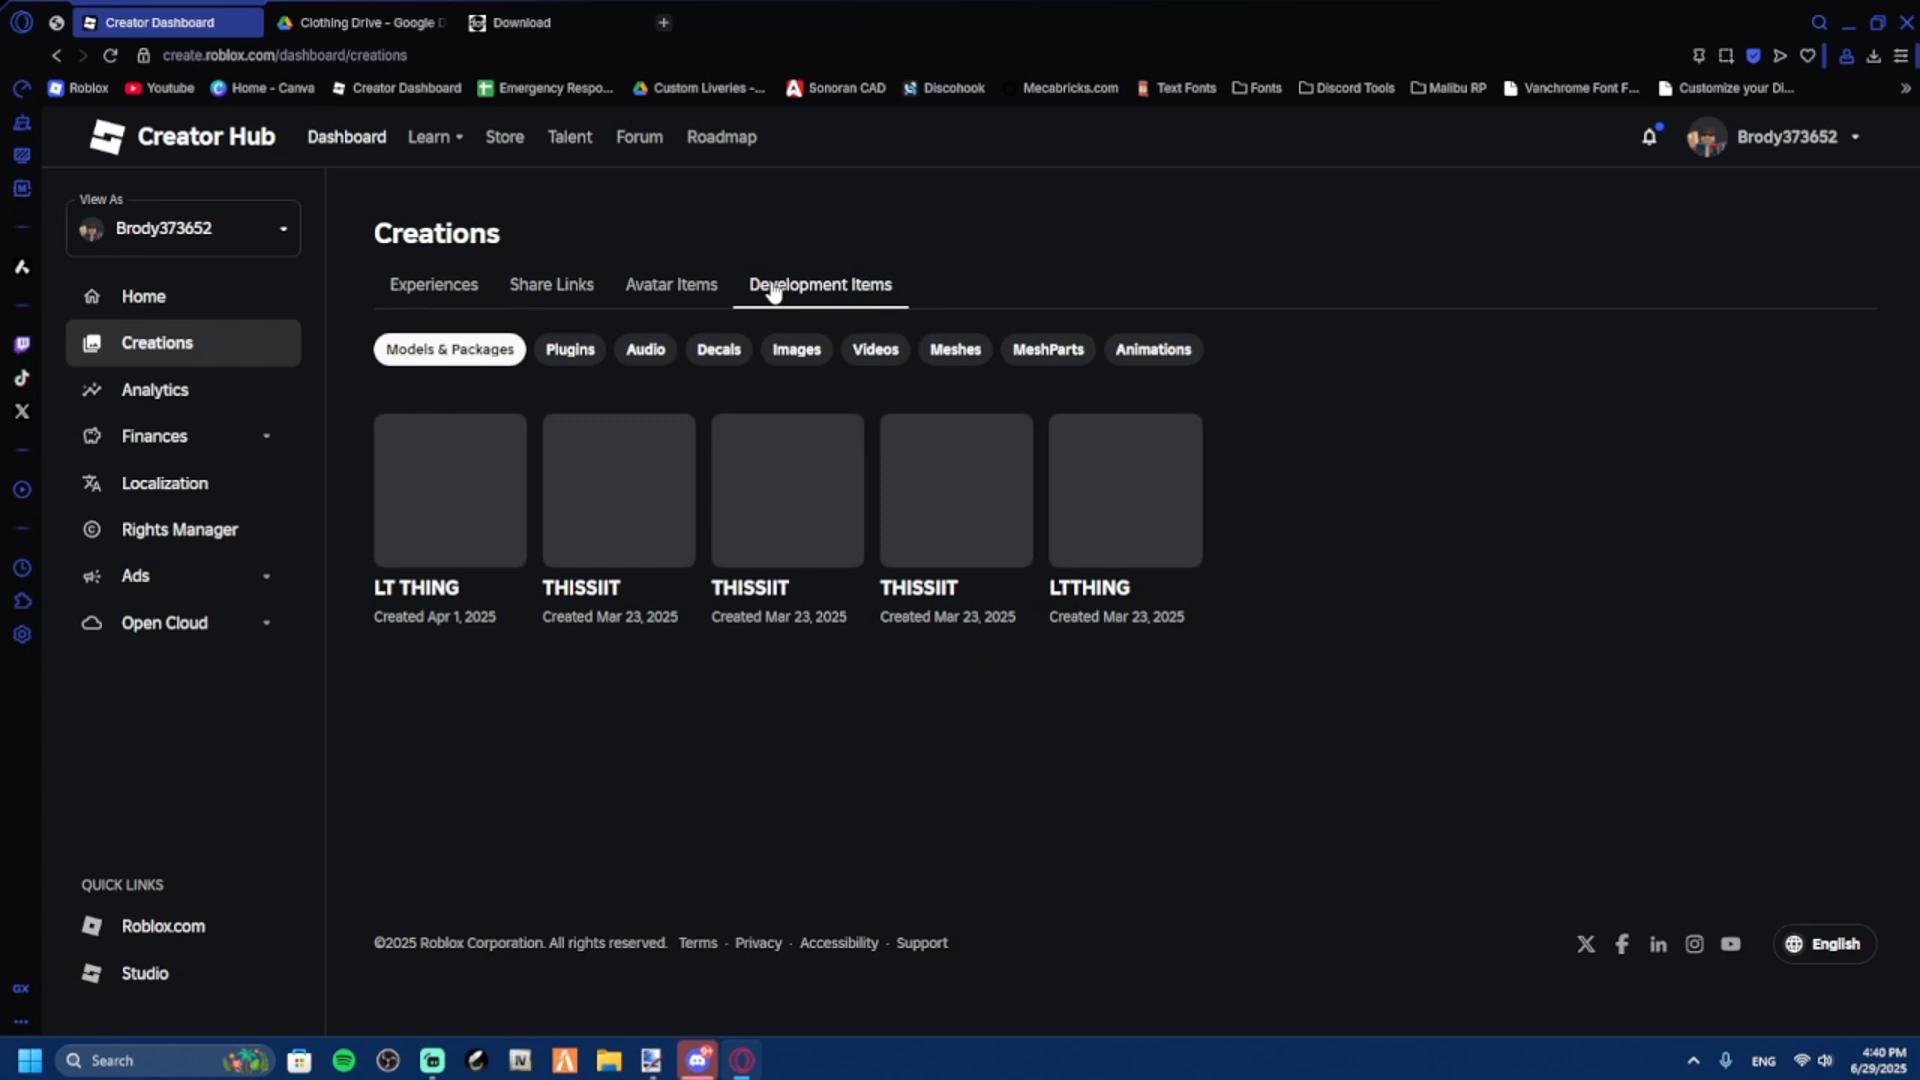 Creator Dashboard
Clothing Drive - Google D
Download
create.roblox.com/dashboard/creations
Roblox
Youtube
Home - Canva
Creator Dashboard
Emergency Respo...
Custom Liveries -...
Sonoran CAD
Discohook
Mecabricks.com
Text Fonts
Fonts
Discord Tools
Malibu RP
Vanchrome Font F...
Customize your Di...
Creator Hub
Dashboard
Learn
Store
Talent
Forum
Roadmap
Brody373652
View As
Brody373652
Home
Creations
Analytics
Finances
Localization
Rights Manager
Ads
Open Cloud
QUICK LINKS
Roblox.com
Studio
Creations
Experiences
Share Links
Avatar Items
Development Items
Models & Packages
Plugins
Audio
Decals
Images
Videos
Meshes
MeshParts
Animations
LT THING
Created Apr 1, 2025
THISSIIT
Created Mar 23, 2025
THISSIIT
Created Mar 23, 2025
THISSIIT
Created Mar 23, 2025
LTTHING
Created Mar 23, 2025
©2025 Roblox Corporation. All rights reserved. Terms · Privacy · Accessibility · Support
English
GX
Search
IV
ENG
4:40 PM
6/29/2025